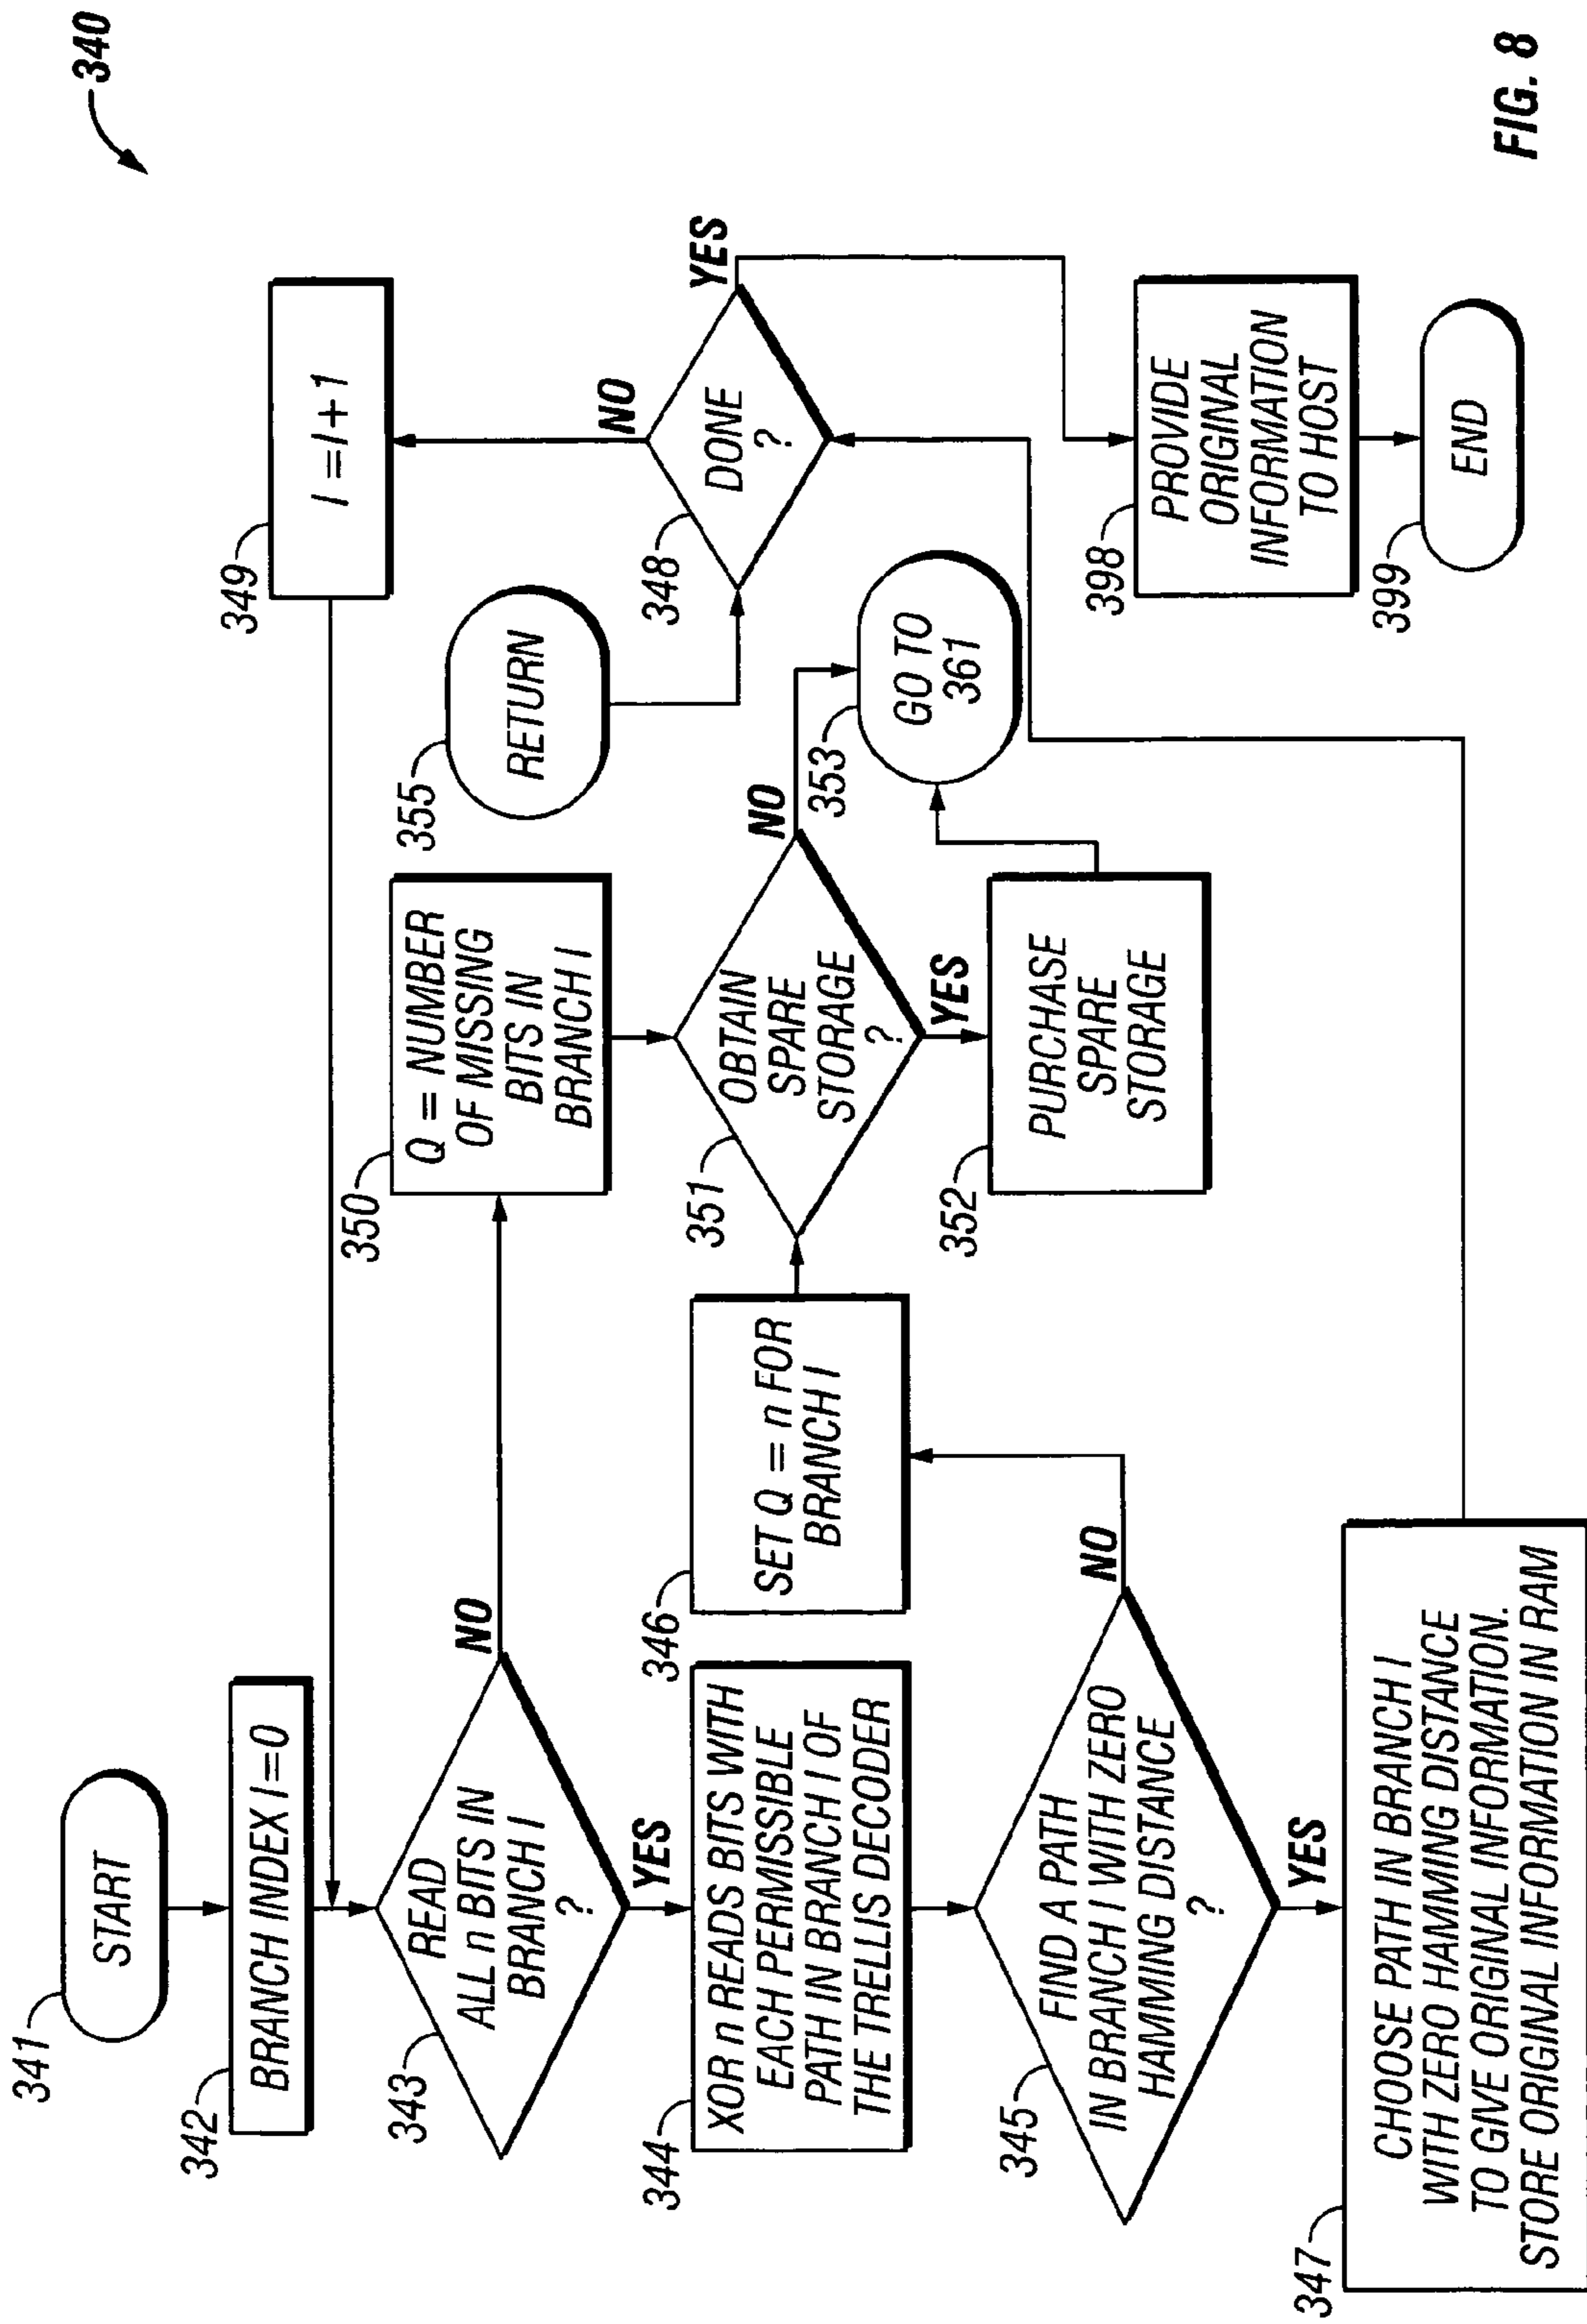 340
341
START
342
BRANCH INDEX I=0
343
READ
ALL n BITS IN
BRANCH I
?
NO
YES
344
XOR n READS BITS WITH
EACH PERMISSIBLE
PATH IN BRANCH I OF
THE TRELLIS DECODER
345
FIND A PATH
IN BRANCH I WITH ZERO
HAMMING DISTANCE
?
NO
YES
346
SET Q = n FOR
BRANCH I
347
CHOOSE PATH IN BRANCH I
WITH ZERO HAMMING DISTANCE
TO GIVE ORIGINAL INFORMATION.
STORE ORIGINAL INFORMATION IN RAM
350
Q = NUMBER
OF MISSING
BITS IN
BRANCH I
351
OBTAIN
SPARE
STORAGE
?
NO
YES
352
PURCHASE
SPARE
STORAGE
353
GO TO
361
355
RETURN
349
I =I+1
348
DONE
?
NO
YES
398
PROVIDE
ORIGINAL
INFORMATION
TO HOST
399
END
FIG. 8